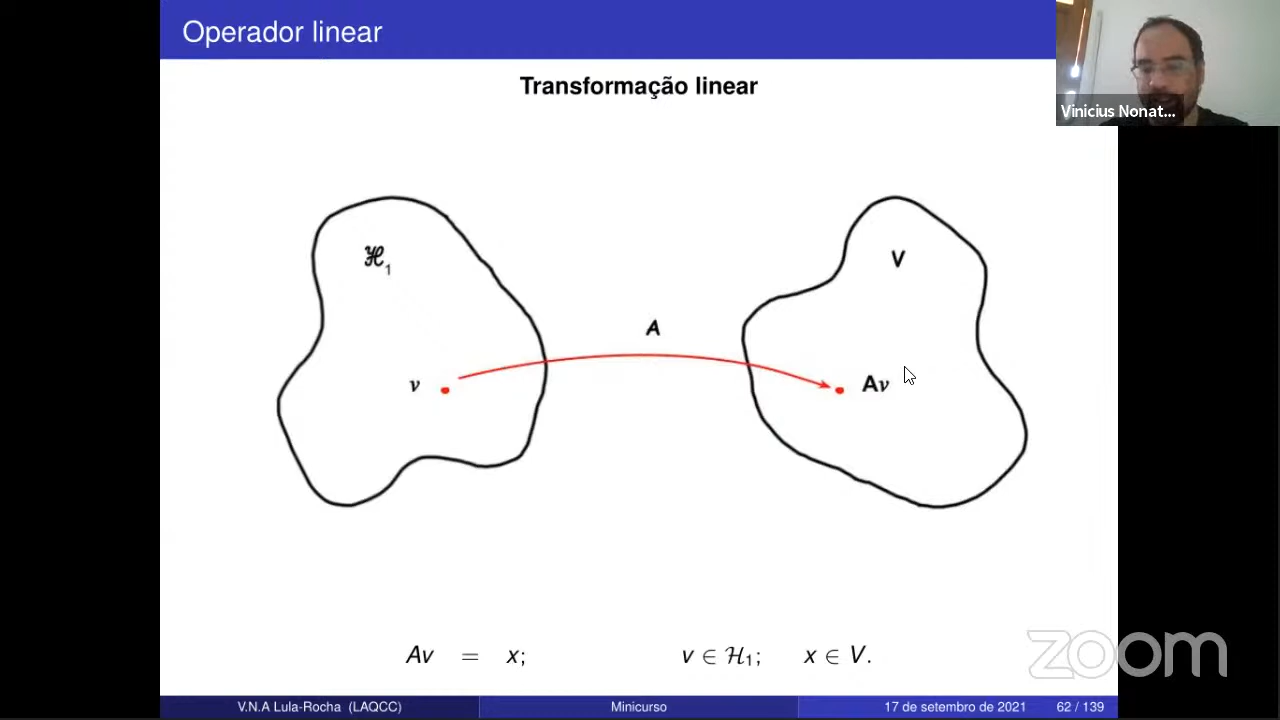 Operador linear
Vinicius Nonat...
Transformação linear
ℋ₁
V
A
v
Av
Av = x; v ∈ ℋ₁; x ∈ V.
zoom
V.N.A Lula-Rocha (LAQCC) Minicurso 17 de setembro de 2021 62 / 139